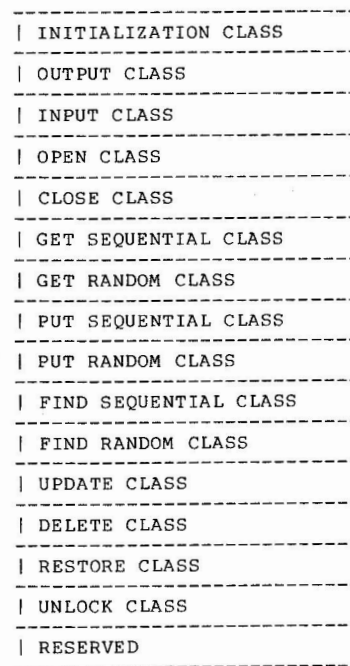 | INITIALIZATION CLASS
| OUTPUT CLASS
| INPUT CLASS
| OPEN CLASS
| CLOSE CLASS
| GET SEQUENTIAL CLASS
| GET RANDOM CLASS
| PUT SEQUENTIAL CLASS
| PUT RANDOM CLASS
| FIND SEQUENTIAL CLASS
| FIND RANDOM CLASS
| UPDATE CLASS
| DELETE CLASS
| RESTORE CLASS
| UNLOCK CLASS
| RESERVED